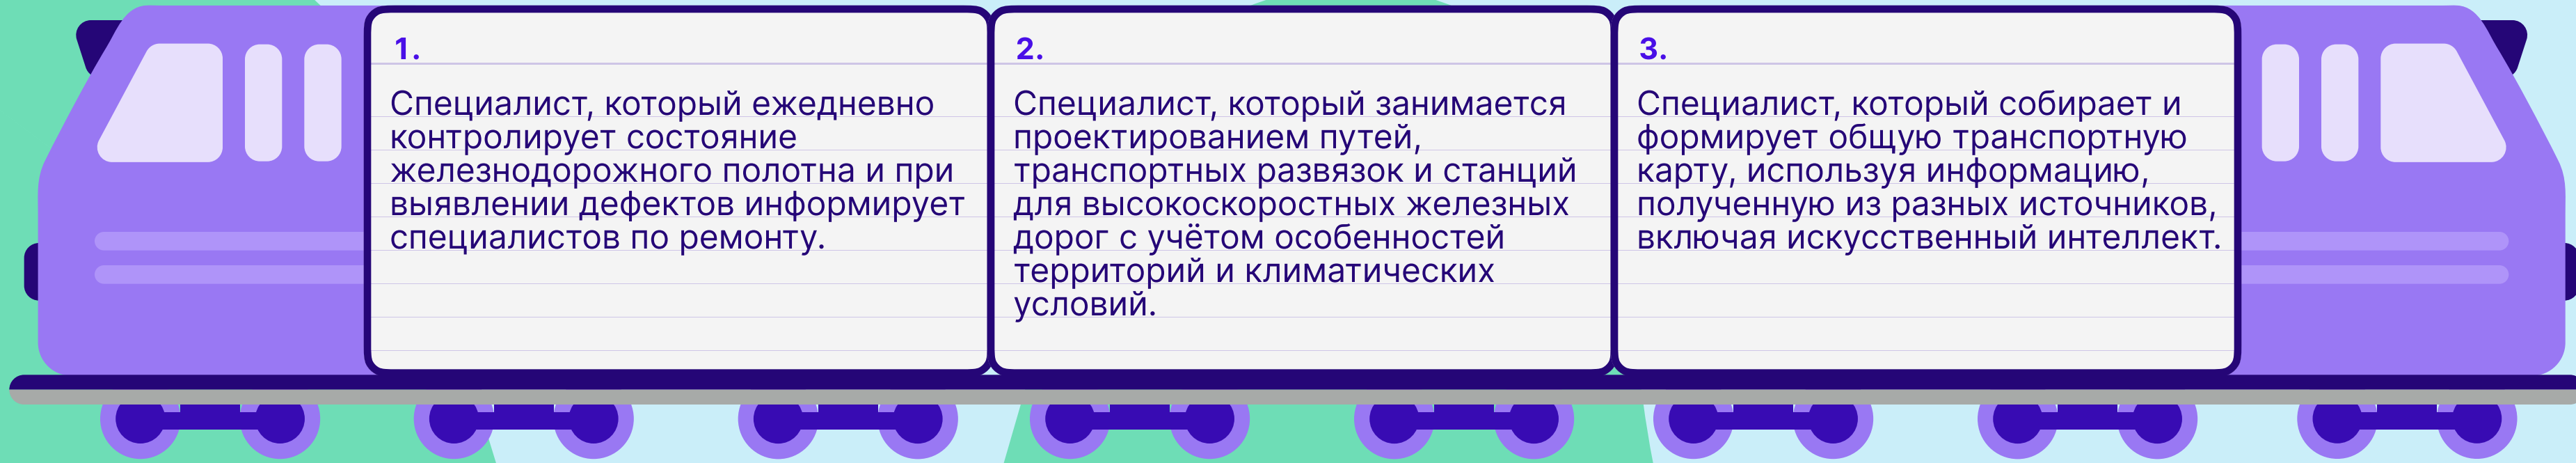 1.
Специалист, который ежедневно
контролирует состояние
железнодорожного полотна и при
выявлении дефектов информирует
специалистов по ремонту.
2.
Специалист, который занимается
проектированием путей,
транспортных развязок и станций
для высокоскоростных железных
дорог с учётом особенностей
территорий и климатических
условий.
3.
Специалист, который собирает и
формирует общую транспортную
карту, используя информацию,
полученную из разных источников,
включая искусственный интеллект.